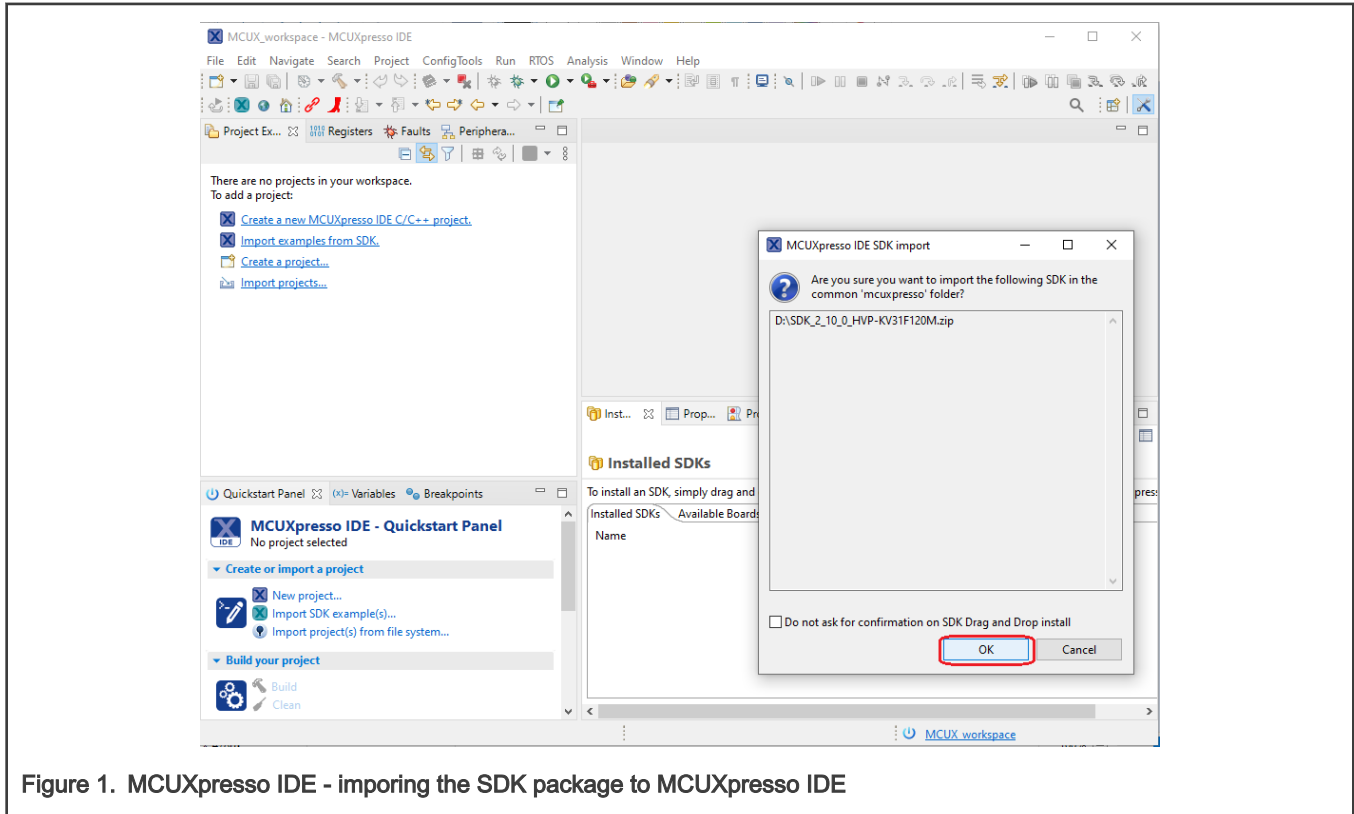 MCUX_workspace - MCUXpresso IDE
File Edit Navigate Search Project ConfigTools Run RTOS Analysis Window Help
Project Ex... Registers Faults Periphera...
There are no projects in your workspace.
To add a project:
Create a new MCUXpresso IDE C/C++ project.
Import examples from SDK.
Create a project...
Import projects...
MCUXpresso IDE SDK import
Are you sure you want to import the following SDK in the
common 'mcuxpresso' folder?
D:\SDK_2_10_0_HVP-KV31F120M.zip
Do not ask for confirmation on SDK Drag and Drop install
OK Cancel
Inst... Prop... Pr
Installed SDKs
To install an SDK, simply drag and
press
Installed SDKs Available Boards
Name
Quickstart Panel (x)= Variables Breakpoints
IDE
MCUXpresso IDE - Quickstart Panel
No project selected
Create or import a project
New project...
Import SDK example(s)...
Import project(s) from file system...
Build your project
Build
Clean
MCUX_workspace
Figure 1. MCUXpresso IDE - imporing the SDK package to MCUXpresso IDE